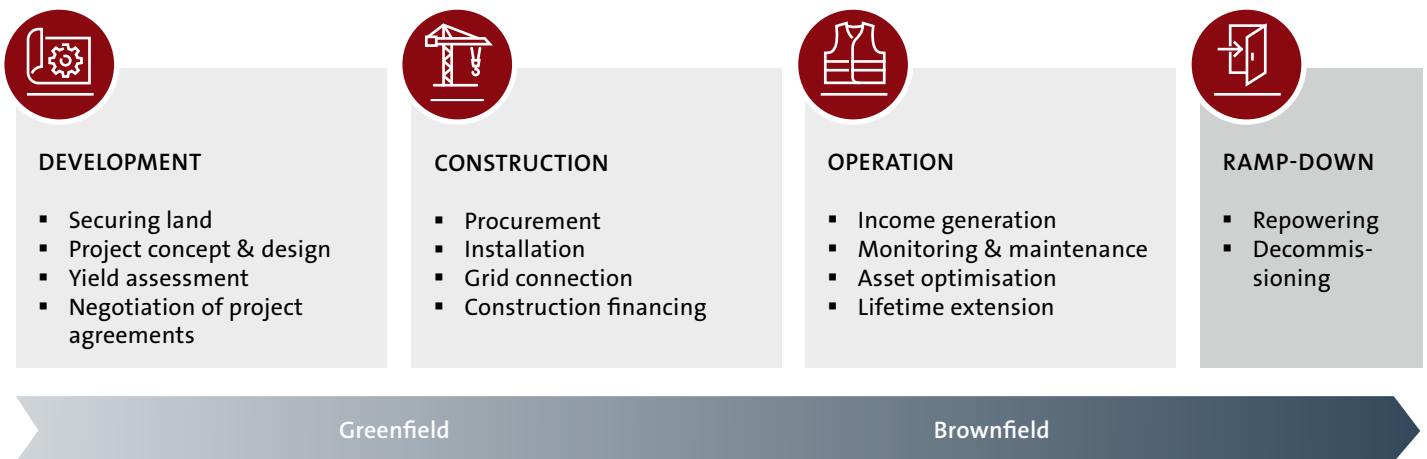 DEVELOPMENT
▪ Securing land
▪ Project concept & design
▪ Yield assessment
▪ Negotiation of project
agreements
CONSTRUCTION
▪ Procurement
▪ Installation
▪ Grid connection
▪ Construction financing
OPERATION
▪ Income generation
▪ Monitoring & maintenance
▪ Asset optimisation
▪ Lifetime extension
RAMP-DOWN
▪ Repowering
▪ Decommis-
sioning
Greenfield
Brownfield